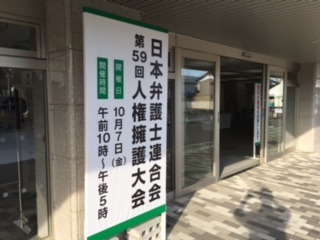 日本弁護士連合会
第59回人権擁護大会
開催日 10月7日(金)
開催時間 午前10時～午後5時